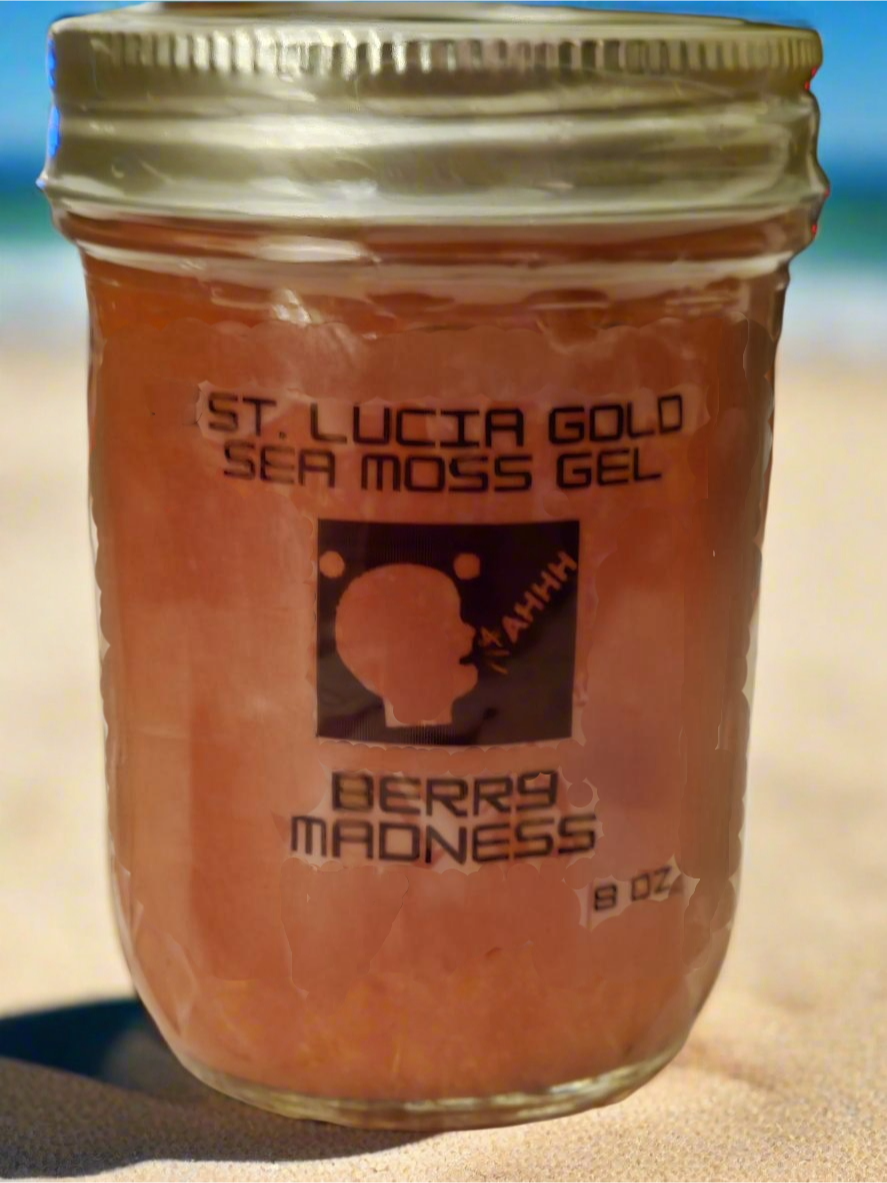 ST. LUCIA GOLD
SEA MOSS GEL
AHHH
BERRY
MADNESS
8 OZ.